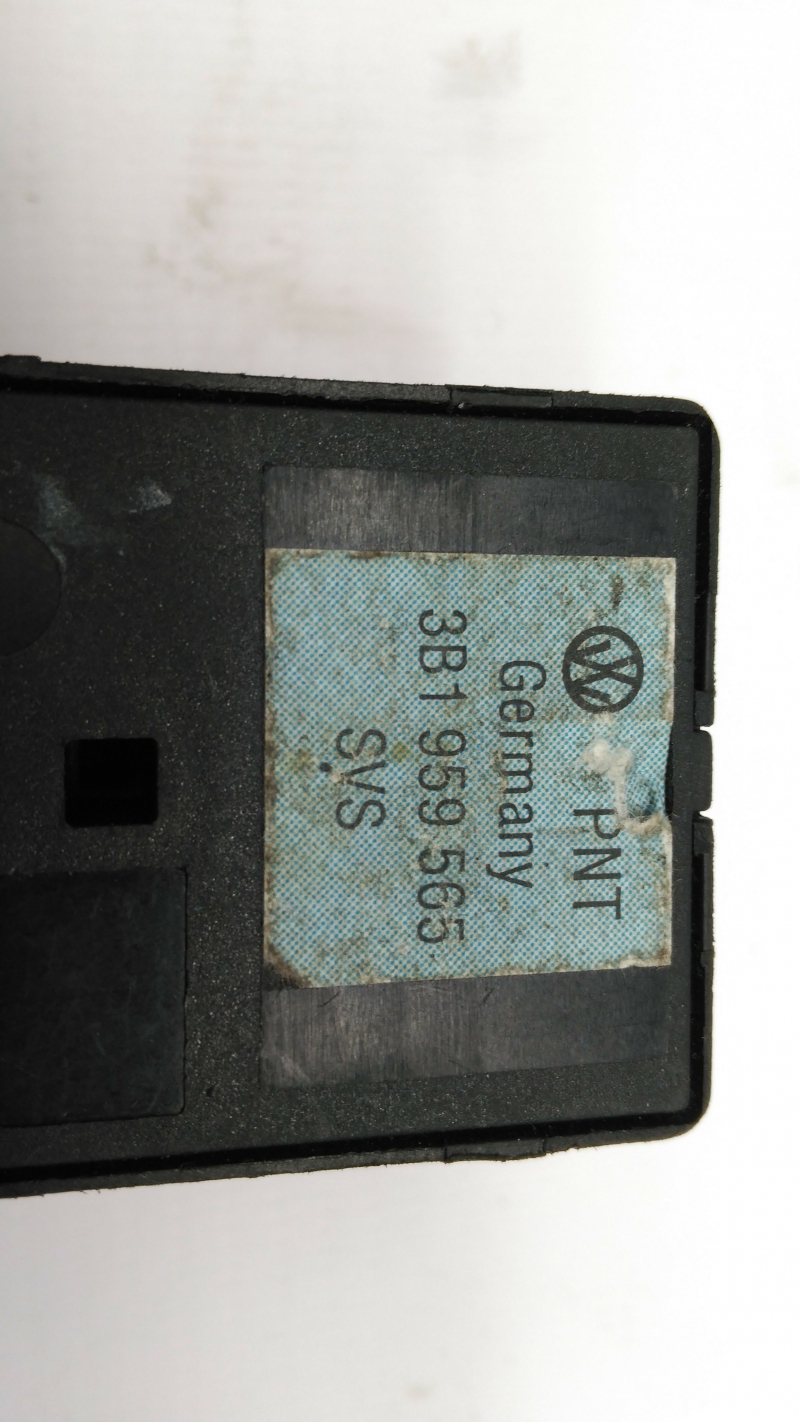 PNT
Germany
3B1 959 565
SVS